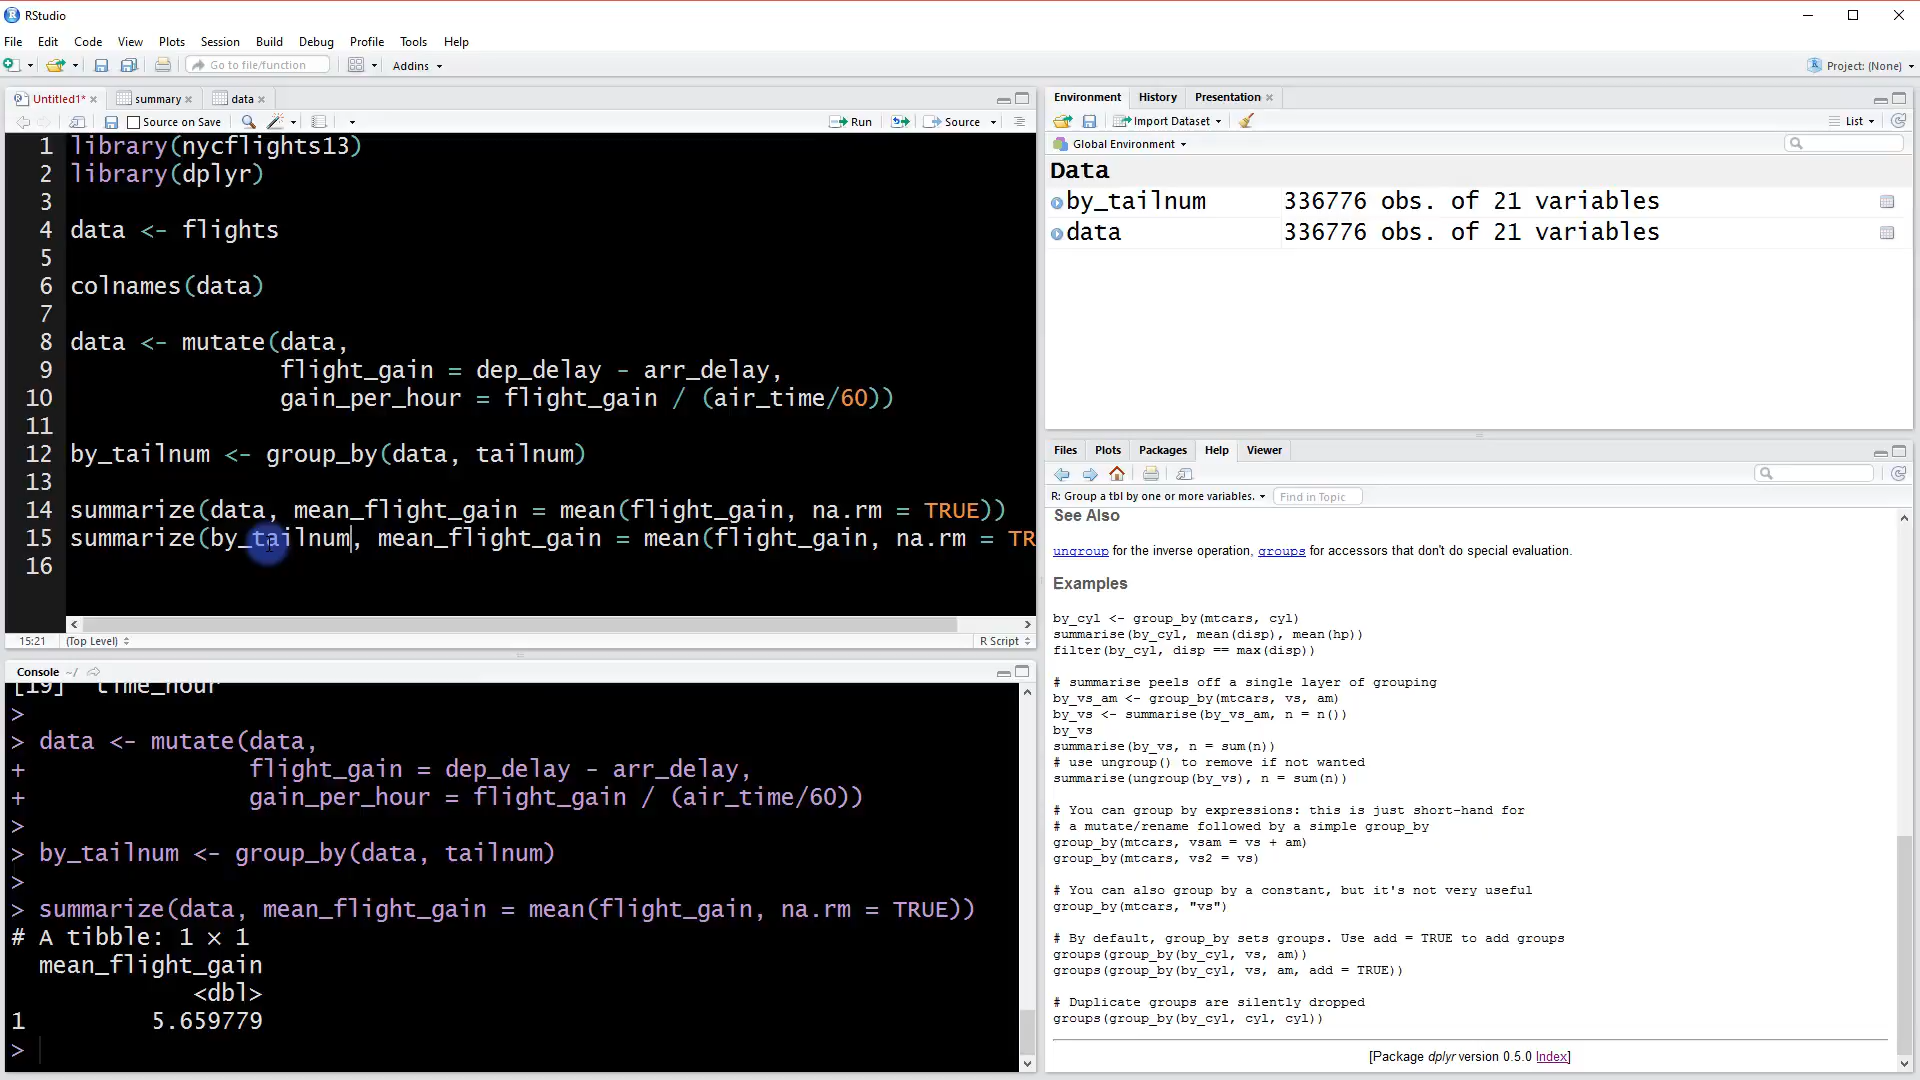 RStudio
File Edit Code View Plots Session Build Debug Profile Tools Help
Go to file/function Addins Project: (None)
Untitled1* summary data
Source on Save Run Source
1 library(nycflights13)
2 library(dplyr)
3
4 data <- flights
5
6 colnames(data)
7
8 data <- mutate(data,
9 flight_gain = dep_delay - arr_delay,
10 gain_per_hour = flight_gain / (air_time/60))
11
12 by_tailnum <- group_by(data, tailnum)
13
14 summarize(data, mean_flight_gain = mean(flight_gain, na.rm = TRUE))
15 summarize(by_tailnum, mean_flight_gain = mean(flight_gain, na.rm = TR
16
15:21 (Top Level) R Script
Console ~/
[19] time_hour
>
> data <- mutate(data,
+ flight_gain = dep_delay - arr_delay,
+ gain_per_hour = flight_gain / (air_time/60))
>
> by_tailnum <- group_by(data, tailnum)
>
> summarize(data, mean_flight_gain = mean(flight_gain, na.rm = TRUE))
# A tibble: 1 × 1
mean_flight_gain
<dbl>
1 5.659779
>
Environment History Presentation
Import Dataset List
Global Environment
Data
by_tailnum 336776 obs. of 21 variables
data 336776 obs. of 21 variables
Files Plots Packages Help Viewer
R: Group a tbl by one or more variables. Find in Topic
See Also
ungroup for the inverse operation, groups for accessors that don't do special evaluation.
Examples
by_cyl <- group_by(mtcars, cyl)
summarise(by_cyl, mean(disp), mean(hp))
filter(by_cyl, disp == max(disp))
# summarise peels off a single layer of grouping
by_vs_am <- group_by(mtcars, vs, am)
by_vs <- summarise(by_vs_am, n = n())
by_vs
summarise(by_vs, n = sum(n))
# use ungroup() to remove if not wanted
summarise(ungroup(by_vs), n = sum(n))
# You can group by expressions: this is just short-hand for
# a mutate/rename followed by a simple group_by
group_by(mtcars, vsam = vs + am)
group_by(mtcars, vs2 = vs)
# You can also group by a constant, but it's not very useful
group_by(mtcars, "vs")
# By default, group_by sets groups. Use add = TRUE to add groups
groups(group_by(by_cyl, vs, am))
groups(group_by(by_cyl, vs, am, add = TRUE))
# Duplicate groups are silently dropped
groups(group_by(by_cyl, cyl, cyl))
[Package dplyr version 0.5.0 Index]